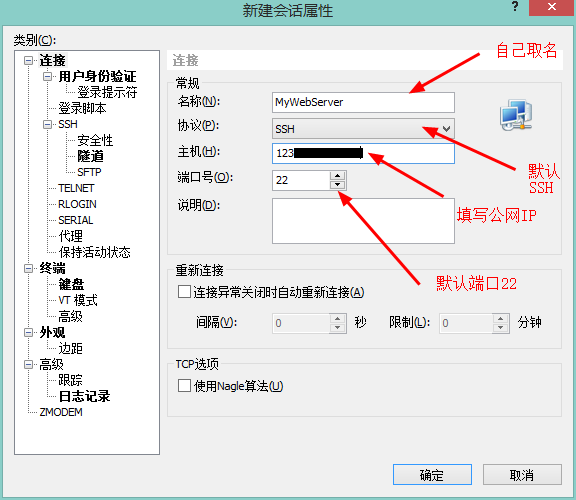 新建会话属性
?
类别(C):
连接
用户身份验证
登录提示符
登录脚本
SSH
安全性
隧道
SFTP
TELNET
RLOGIN
SERIAL
代理
保持活动状态
终端
键盘
VT 模式
高级
外观
边距
高级
跟踪
日志记录
ZMODEM
连接
常规
名称(N):
MyWebServer
自己取名
协议(P):
SSH
默认
SSH
主机(H):
123
填写公网IP
端口号(O):
22
默认端口22
说明(D):
重新连接
连接异常关闭时自动重新连接(A)
间隔(V): 0 秒 限制(L): 0 分钟
TCP选项
使用Nagle算法(U)
确定 取消